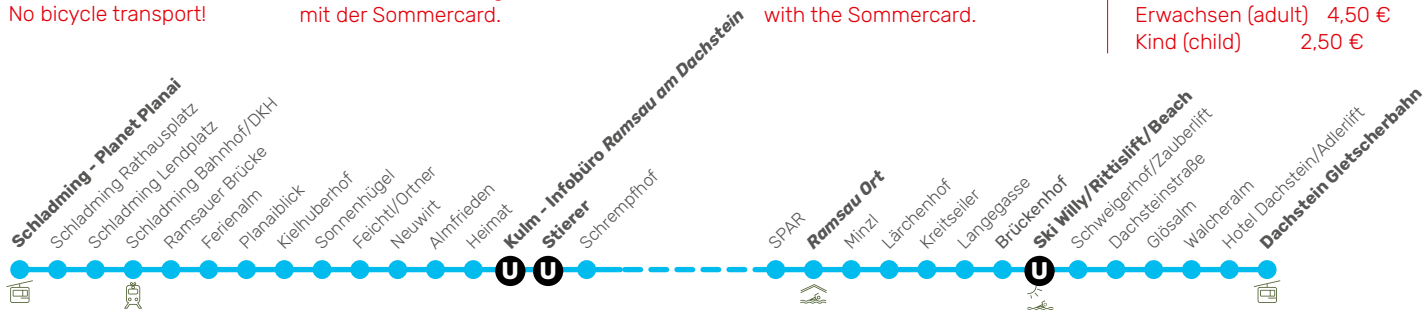 No bicycle transport!
mit der Sommercard.
with the Sommercard.
Erwachsen (adult) 4,50 €
Kind (child) 2,50 €
Schladming - Planet Planai
Schladming Rathausplatz
Schladming Lendplatz
Schladming Bahnhof/DKH
Ramsauer Brücke
Ferienalm
Planaiblick
Kielhuberhof
Sonnenhügel
Feichtl/Ortner
Neuwirt
Almfrieden
Heimat
Kulm - Infobüro Ramsau am Dachstein
Stierer
Schrempfhof
SPAR
Ramsau Ort
Minzl
Lärchenhof
Kreitseiler
Langegasse
Brückenhof
Ski Willy/Rittislift/Beach
Schweigerhof/Zauberlift
Dachsteinstraße
Glösalm
Walcheralm
Hotel Dachstein/Adlerlift
Dachstein Gletscherbahn
U
U
U